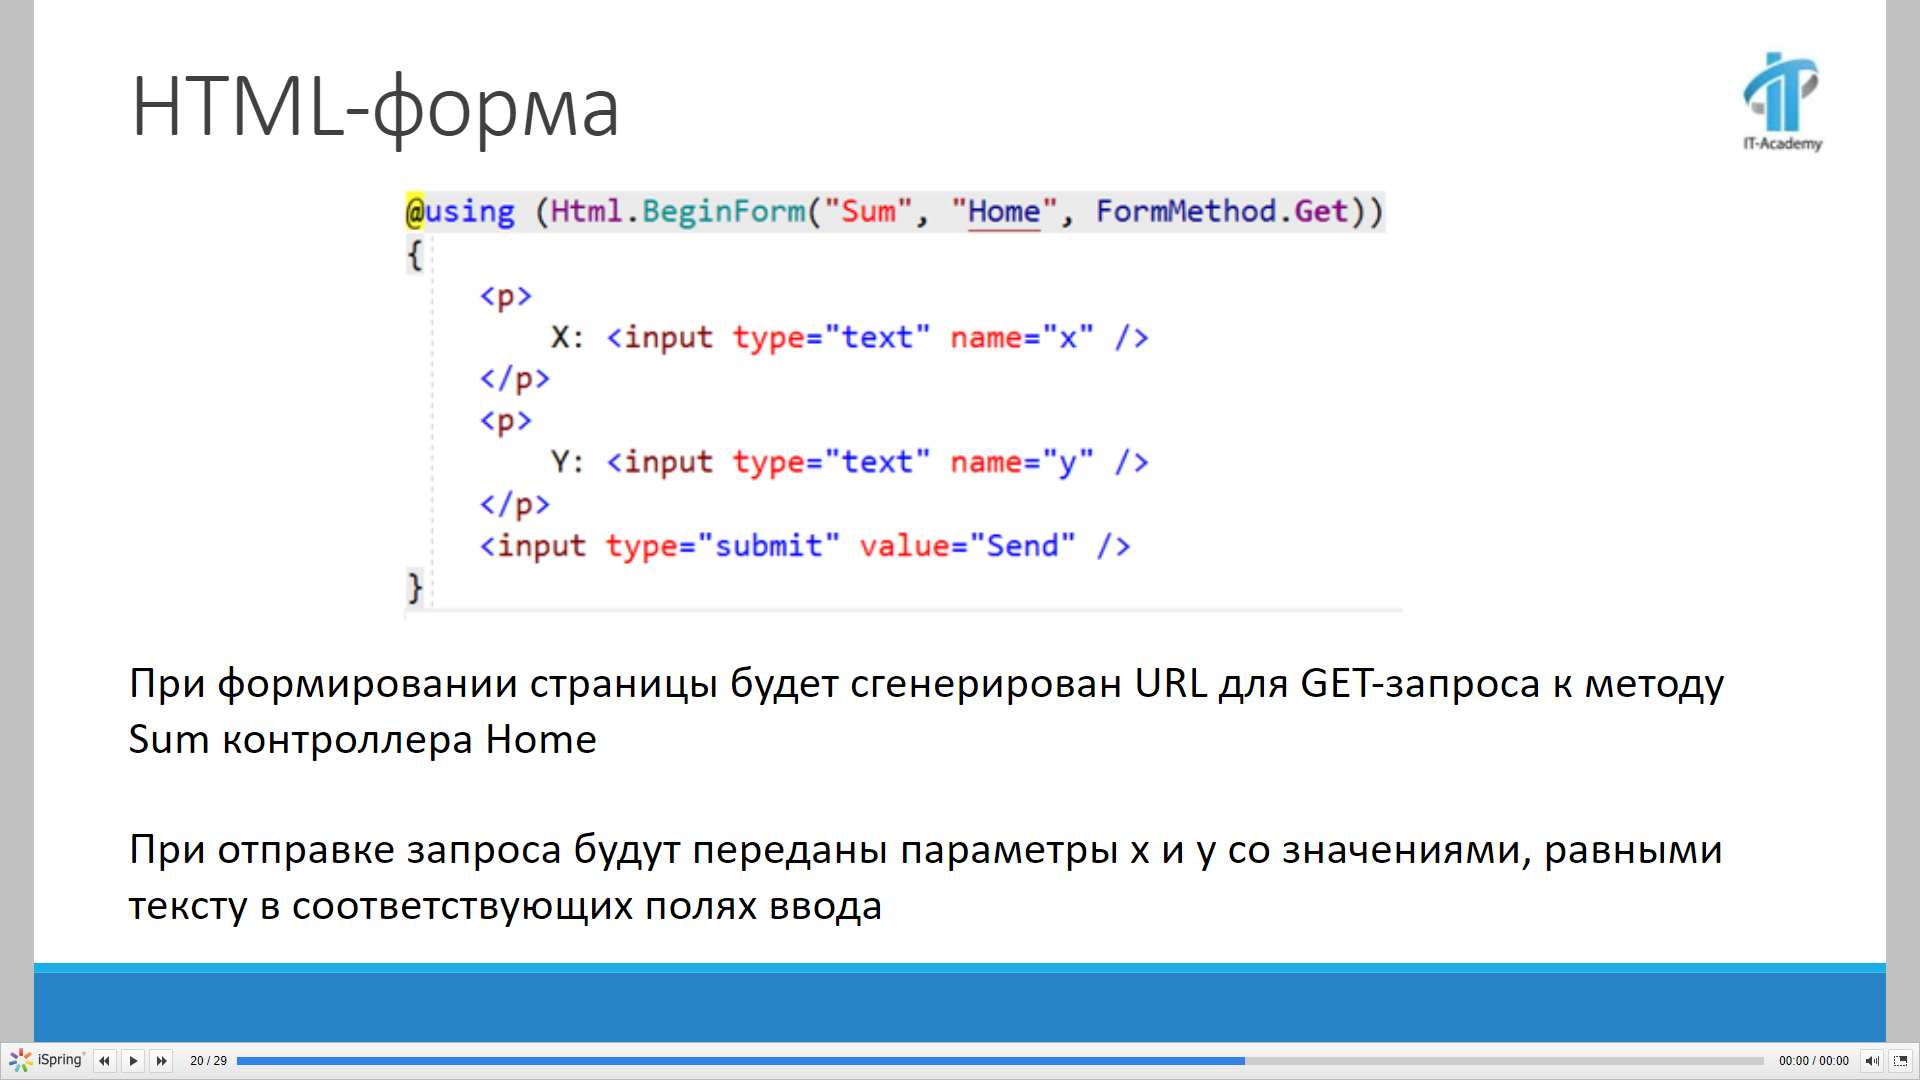 HTML-форма
IT-Academy
@using (Html.BeginForm("Sum", "Home", FormMethod.Get))
{
<p>
X: <input type="text" name="x" />
</p>
<p>
Y: <input type="text" name="y" />
</p>
<input type="submit" value="Send" />
}
При формировании страницы будет сгенерирован URL для GET-запроса к методу
Sum контроллера Home
При отправке запроса будут переданы параметры x и y со значениями, равными
тексту в соответствующих полях ввода
iSpring
20 / 29
00:00 / 00:00